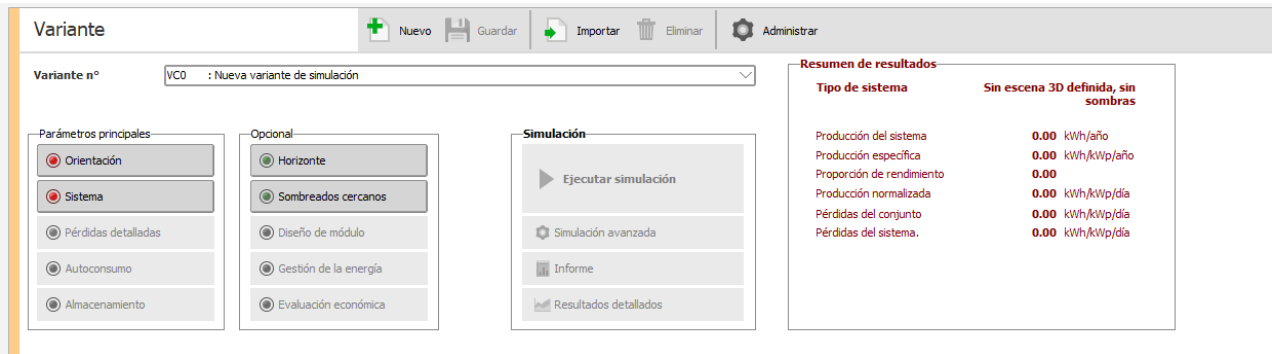 Variante
Nuevo
Guardar
Importar
Eliminar
Administrar
Variante n°
VC0 : Nueva variante de simulación
Parámetros principales
Orientación
Sistema
Pérdidas detalladas
Autoconsumo
Almacenamiento
Opcional
Horizonte
Sombreados cercanos
Diseño de módulo
Gestión de la energía
Evaluación económica
Simulación
Ejecutar simulación
Simulación avanzada
Informe
Resultados detallados
Resumen de resultados
Tipo de sistema Sin escena 3D definida, sin
sombras
Producción del sistema 0.00 kWh/año
Producción específica 0.00 kWh/kWp/año
Proporción de rendimiento 0.00
Producción normalizada 0.00 kWh/kWp/día
Pérdidas del conjunto 0.00 kWh/kWp/día
Pérdidas del sistema. 0.00 kWh/kWp/día